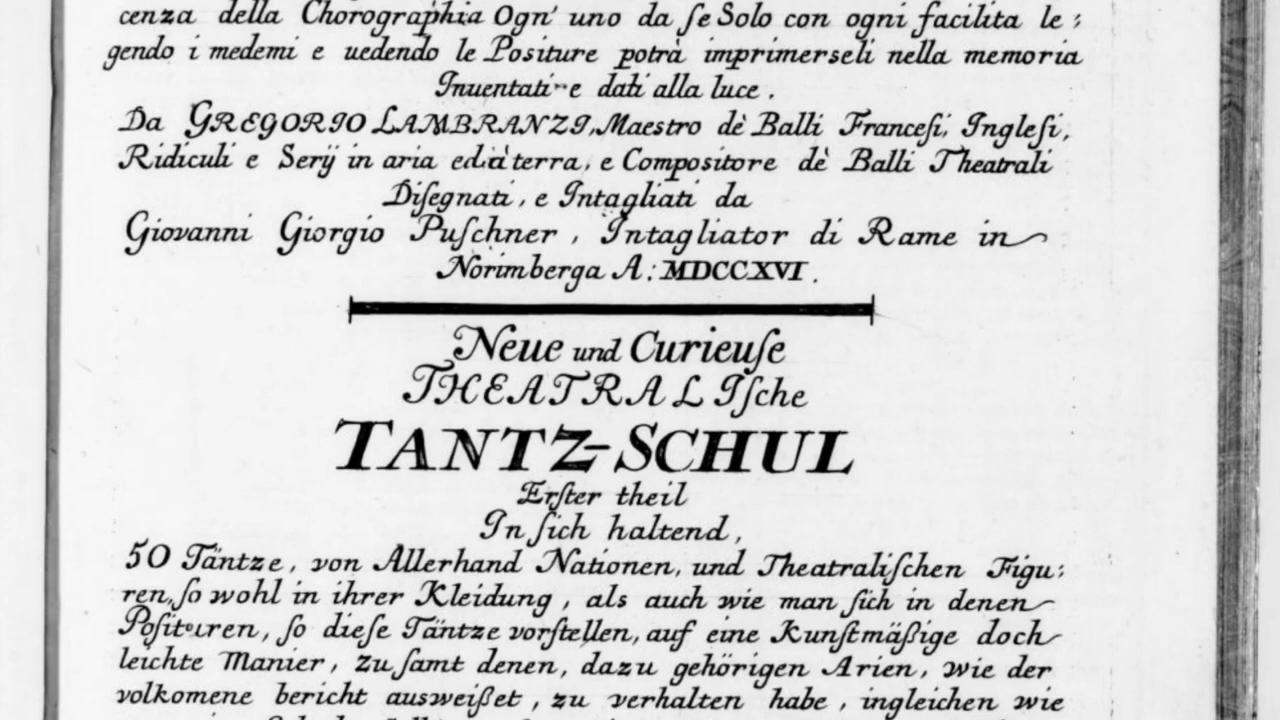 cenza della Chorographia Ogn' uno da ſe Solo con ogni facilita le:
gendo i medemi e uedendo le Positure potrà imprimerseli nella memoria
Inuentati e dati alla luce.
Da GREGORIO LAMBRANZI, Maestro dè Balli Franceſi, Ingleſi,
Ridiculi e Serÿ in aria ed à terra, e Compositore dè Balli Theatrali
Diſegnati, e Intagliati da
Giovanni Giorgio Puſchner, Intagliator di Rame in
Norimberga A: MDCCXVI.
Neue und Curieuſe
THEATRALIſche
TANTZ-SCHUL
Erſter theil
In ſich haltend,
50 Täntze, von Allerhand Nationen, und Theatraliſchen Figu:
ren, ſo wohl in ihrer Kleidung, als auch wie man ſich in denen
Poſituren, ſo dieſe Täntze vorſtellen, auf eine Kunſtmäßige doch
leichte Manier, zu ſamt denen, dazu gehörigen Arien, wie der
volkomene bericht ausweißet, zu verhalten habe, ingleichen wie